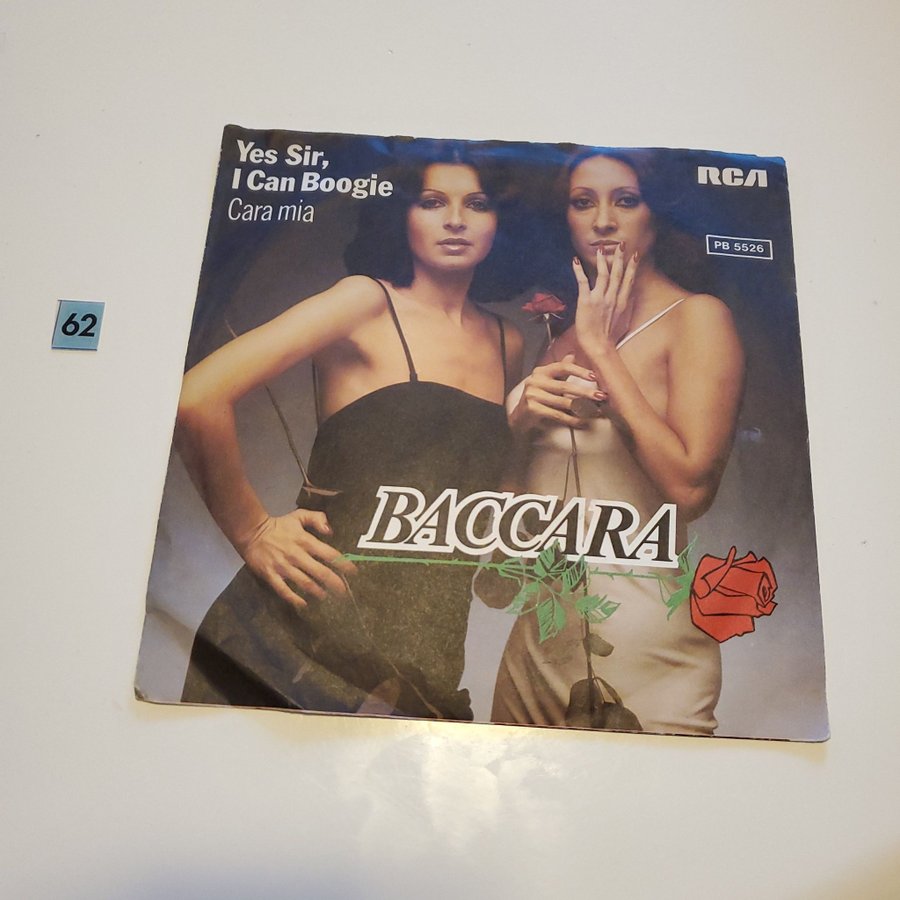 Yes Sir,
I Can Boogie
Cara mia
RCA
PB 5526
62
BACCARA